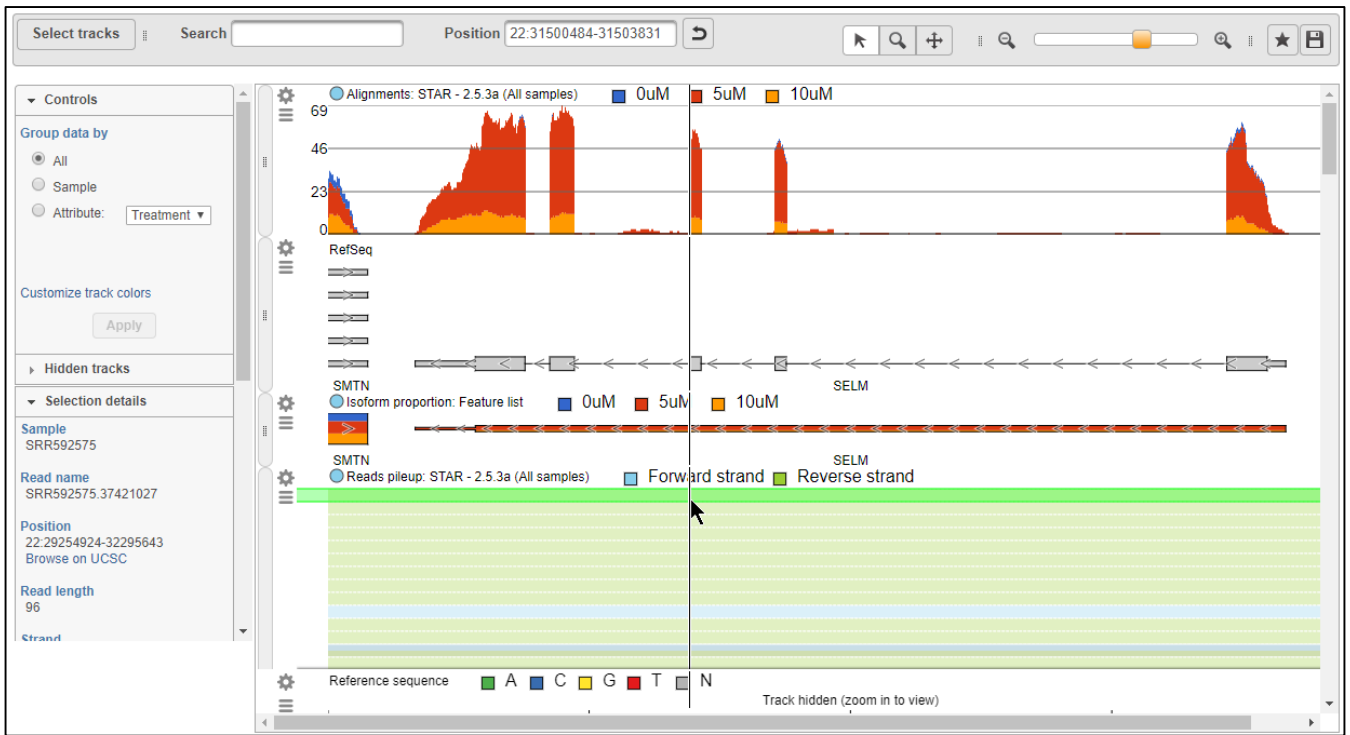 Select tracks Search Position 22:31500484-31503831
Controls
Group data by
All
Sample
Attribute: Treatment
Customize track colors
Apply
Hidden tracks
Selection details
Sample
SRR592575
Read name
SRR592575.37421027
Position
22:29254924-32295643
Browse on UCSC
Read length
96
Strand
Alignments: STAR - 2.5.3a (All samples) 0uM 5uM 10uM
69
46
23
0
RefSeq
SMTN SELM
Isoform proportion: Feature list 0uM 5uM 10uM
SMTN SELM
Reads pileup: STAR - 2.5.3a (All samples) Forward strand Reverse strand
Reference sequence A C G T N
Track hidden (zoom in to view)